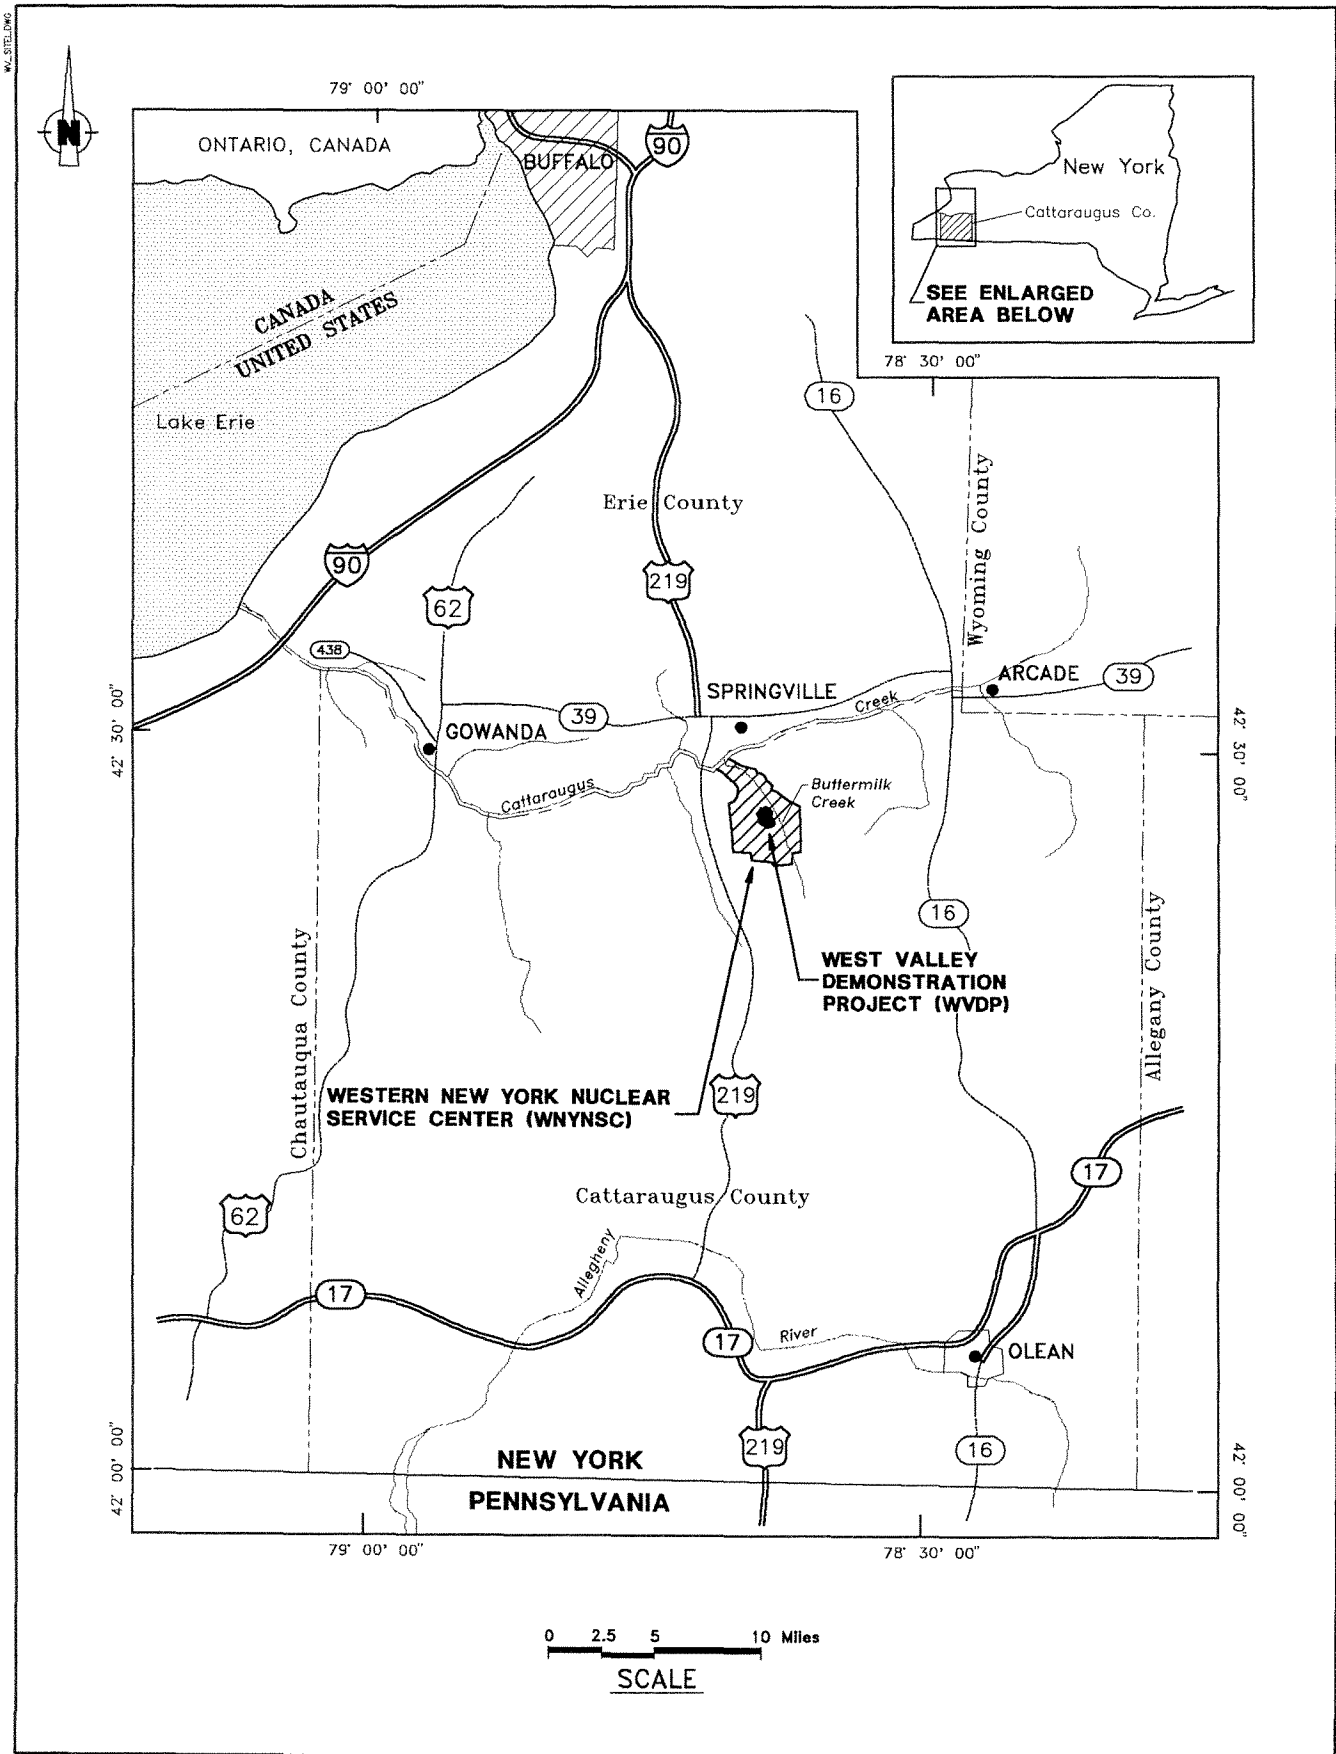 WV_SITE1.DWG
79° 00' 00"
N
ONTARIO, CANADA
BUFFALO
90
New York
Cattaraugus Co.
SEE ENLARGED
AREA BELOW
78° 30' 00"
CANADA
UNITED STATES
Lake Erie
16
Erie County
Wyoming County
90
219
62
438
ARCADE
39
SPRINGVILLE
Creek
39
GOWANDA
42° 30' 00"
42° 30' 00"
Cattaraugus
Buttermilk
Creek
16
Chautauqua County
Allegany County
WEST VALLEY
DEMONSTRATION
PROJECT (WVDP)
WESTERN NEW YORK NUCLEAR
SERVICE CENTER (WNYNSC)
219
17
Cattaraugus County
62
Allegheny
17
17
River
OLEAN
219
16
NEW YORK
PENNSYLVANIA
42° 00' 00"
42° 00' 00"
79° 00' 00"
78° 30' 00"
0 2.5 5 10 Miles
SCALE